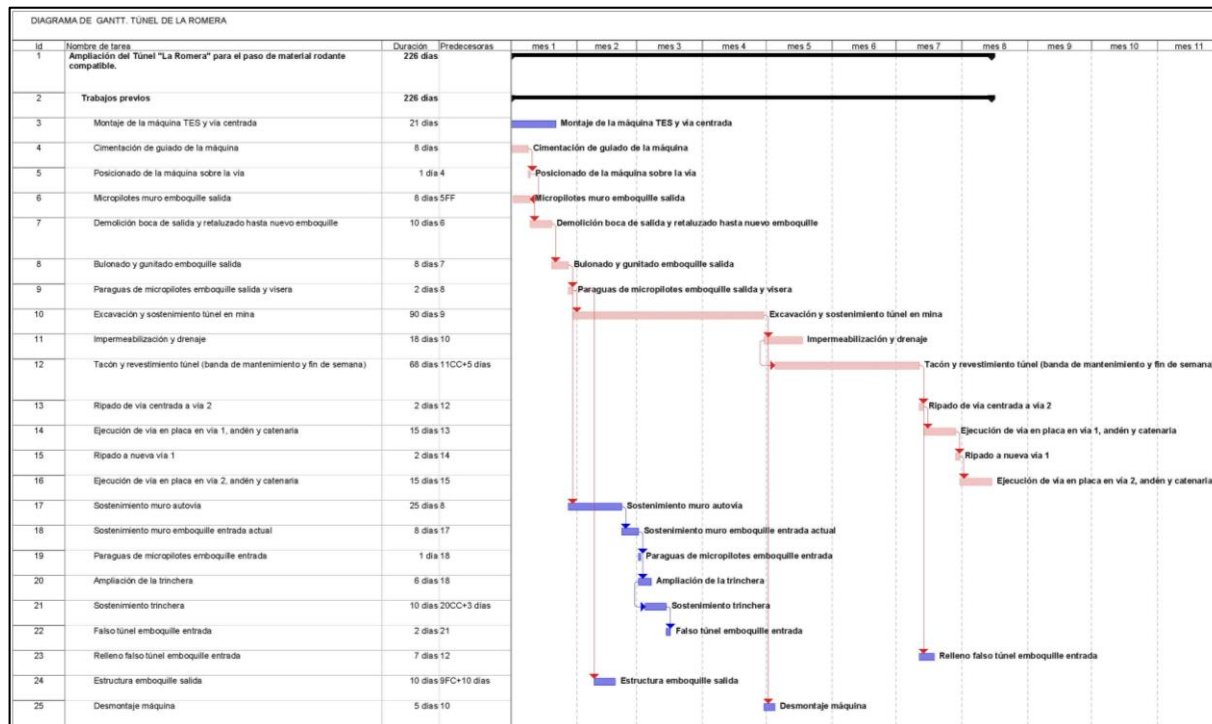 DIAGRAMA DE GANTT. TÚNEL DE LA ROMERA
Id Nombre de tarea Duración Predecesoras mes 1 mes 2 mes 3 mes 4 mes 5 mes 6 mes 7 mes 8 mes 9 mes 10 mes 11
1 Ampliación del Túnel "La Romera" para el paso de material rodante 226 días
compatible.
2 Trabajos previos 226 días
3 Montaje de la máquina TES y vía centrada 21 días Montaje de la máquina TES y vía centrada
4 Cimentación de guiado de la máquina 8 días Cimentación de guiado de la máquina
5 Posicionado de la máquina sobre la vía 1 día 4 Posicionado de la máquina sobre la vía
6 Micropilotes muro emboquille salida 8 días 5FF Micropilotes muro emboquille salida
7 Demolición boca de salida y retaluzado hasta nuevo emboquille 10 días 6 Demolición boca de salida y retaluzado hasta nuevo emboquille
8 Bulonado y gunitado emboquille salida 8 días 7 Bulonado y gunitado emboquille salida
9 Paraguas de micropilotes emboquille salida y visera 2 días 8 Paraguas de micropilotes emboquille salida y visera
10 Excavación y sostenimiento túnel en mina 90 días 9 Excavación y sostenimiento túnel en mina
11 Impermeabilización y drenaje 18 días 10 Impermeabilización y drenaje
12 Tacón y revestimiento túnel (banda de mantenimiento y fin de semana) 68 días 11CC+5 días Tacón y revestimiento túnel (banda de mantenimiento y fin de semana)
13 Ripado de vía centrada a vía 2 2 días 12 Ripado de vía centrada a vía 2
14 Ejecución de vía en placa en vía 1, andén y catenaria 15 días 13 Ejecución de vía en placa en vía 1, andén y catenaria
15 Ripado a nueva vía 1 2 días 14 Ripado a nueva vía 1
16 Ejecución de vía en placa en vía 2, andén y catenaria 15 días 15 Ejecución de vía en placa en vía 2, andén y catenaria
17 Sostenimiento muro autovía 25 días 8 Sostenimiento muro autovía
18 Sostenimiento muro emboquille entrada actual 8 días 17 Sostenimiento muro emboquille entrada actual
19 Paraguas de micropilotes emboquille entrada 1 día 18 Paraguas de micropilotes emboquille entrada
20 Ampliación de la trinchera 6 días 18 Ampliación de la trinchera
21 Sostenimiento trinchera 10 días 20CC+3 días Sostenimiento trinchera
22 Falso túnel emboquille entrada 2 días 21 Falso túnel emboquille entrada
23 Relleno falso túnel emboquille entrada 7 días 12 Relleno falso túnel emboquille entrada
24 Estructura emboquille salida 10 días 9FC+10 días Estructura emboquille salida
25 Desmontaje máquina 5 días 10 Desmontaje máquina